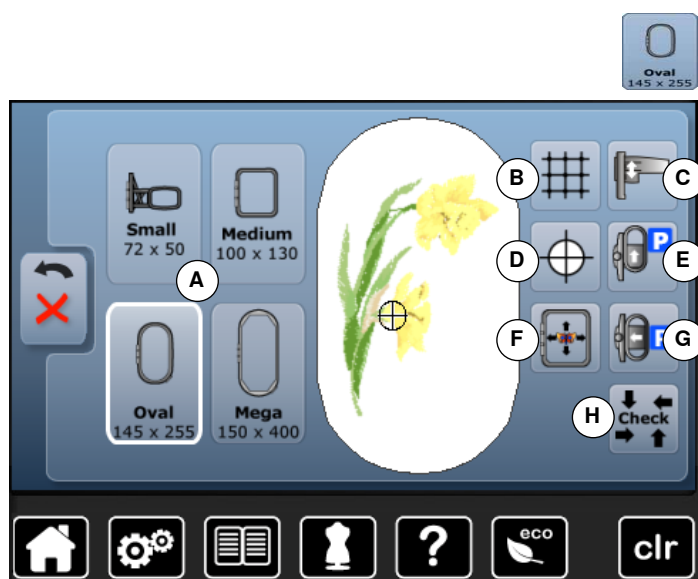 Oval
145 x 255
B
C
Small
72 x 50
Medium
100 x 130
P
D
E
A
F
P
G
H
Check
Oval
145 x 255
Mega
150 x 400
?
eco
clr